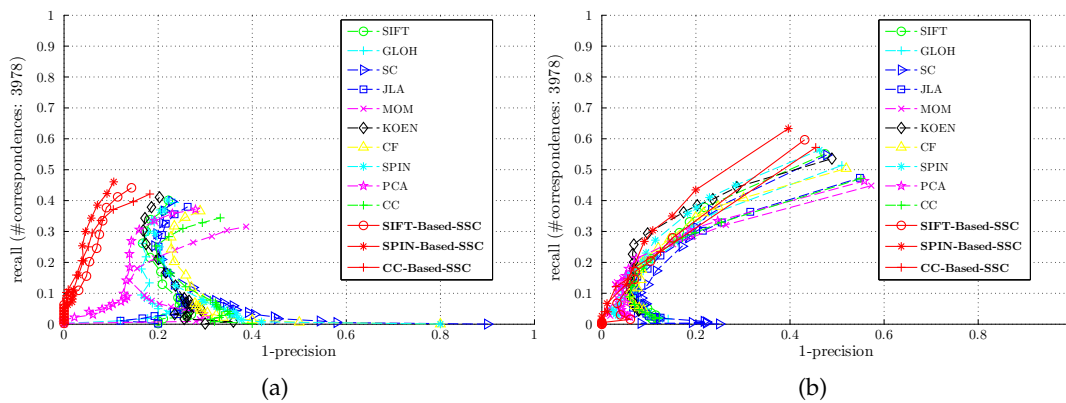 1
0.9
0.8
0.7
0.6
0.5
0.4
0.3
0.2
0.1
0
recall (#correspondences: 3978)
0 0.2 0.4 0.6 0.8 1
1-precision
SIFT
GLOH
SC
JLA
MOM
KOEN
CF
SPIN
PCA
CC
SIFT-Based-SSC
SPIN-Based-SSC
CC-Based-SSC
(a)
1
0.9
0.8
0.7
0.6
0.5
0.4
0.3
0.2
0.1
0
recall (#correspondences: 3978)
0 0.2 0.4 0.6 0.8
1-precision
SIFT
GLOH
SC
JLA
MOM
KOEN
CF
SPIN
PCA
CC
SIFT-Based-SSC
SPIN-Based-SSC
CC-Based-SSC
(b)